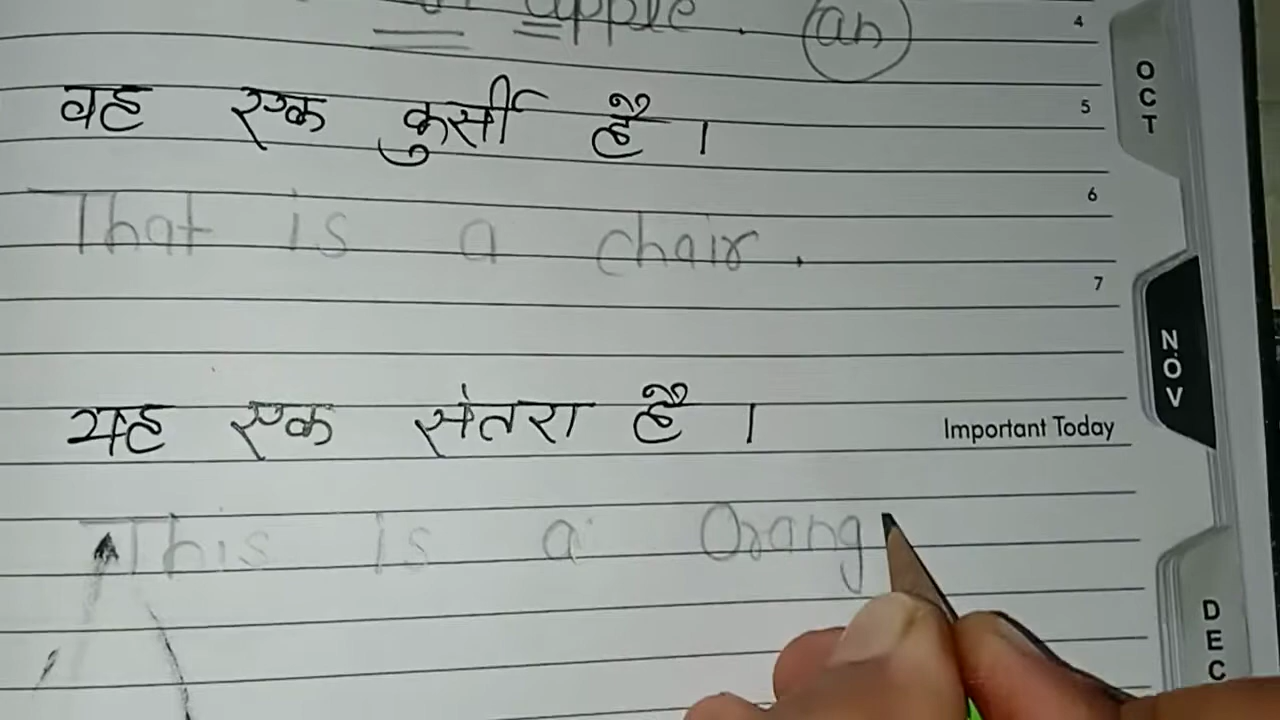 apple. an
4
वह एक कुर्सी है ।
5
OCT
That is a chair.
6
7
NOV
यह एक संतरा है ।
Important Today
This is a Orang
DEC